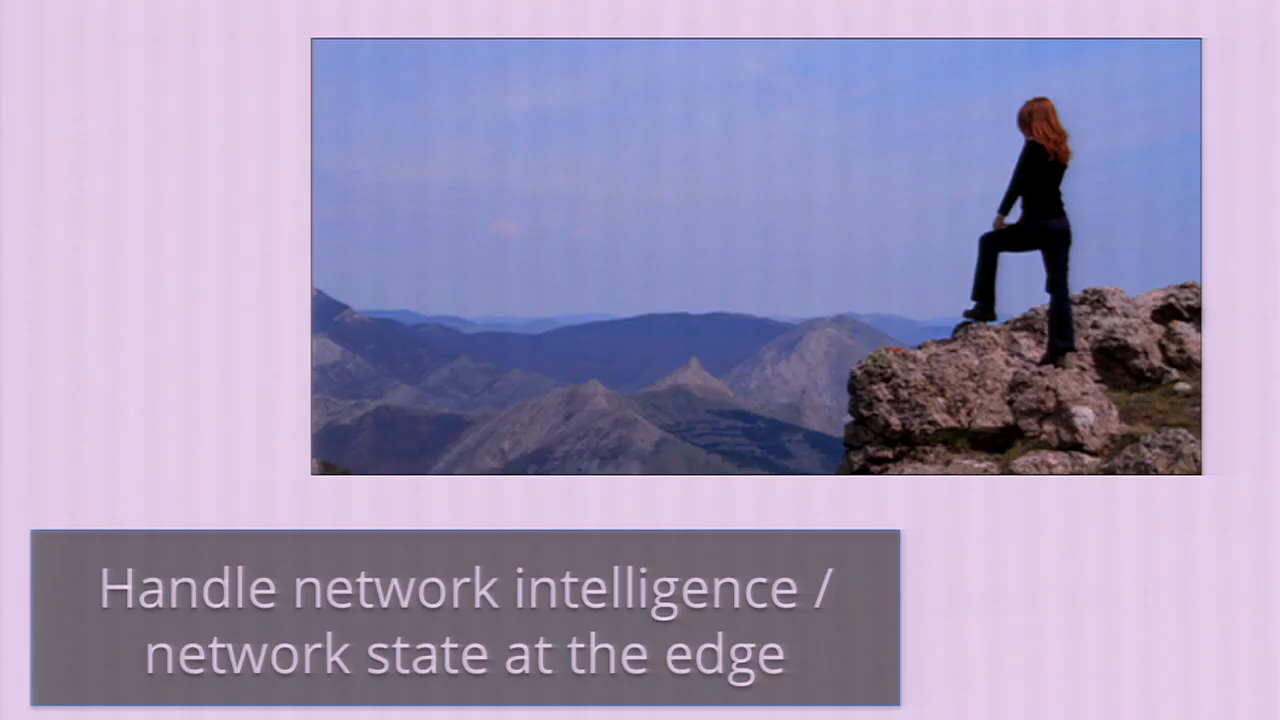 Handle network intelligence /
network state at the edge